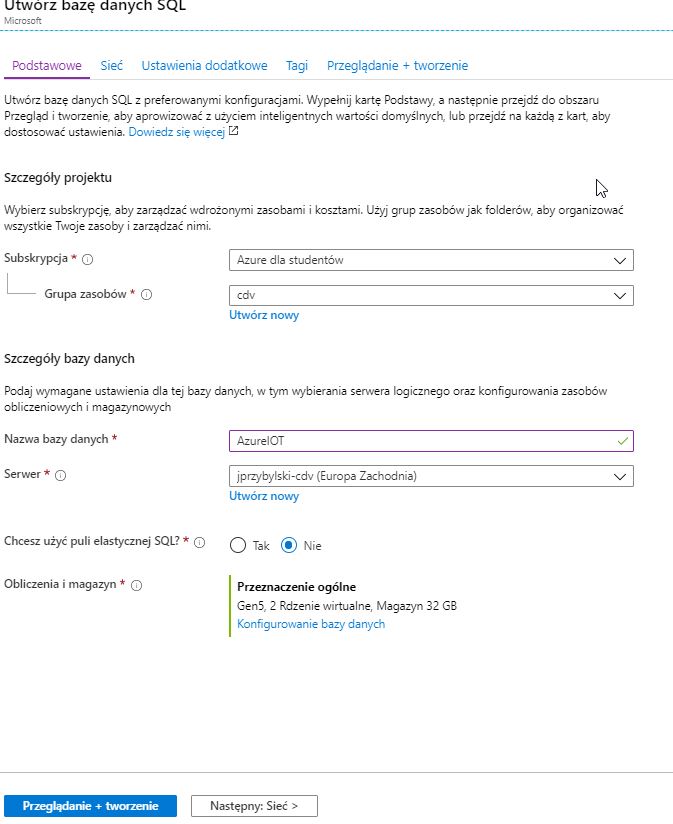 Utwórz bazę danych SQL
Microsoft
Podstawowe Sieć Ustawienia dodatkowe Tagi Przeglądanie + tworzenie
Utwórz bazę danych SQL z preferowanymi konfiguracjami. Wypełnij kartę Podstawy, a następnie przejdź do obszaru
Przegląd i tworzenie, aby aprowizować z użyciem inteligentnych wartości domyślnych, lub przejdź na każdą z kart, aby
dostosować ustawienia. Dowiedz się więcej
Szczegóły projektu
Wybierz subskrypcję, aby zarządzać wdrożonymi zasobami i kosztami. Użyj grup zasobów jak folderów, aby organizować
wszystkie Twoje zasoby i zarządzać nimi.
Subskrypcja * Azure dla studentów
Grupa zasobów * cdv
Utwórz nowy
Szczegóły bazy danych
Podaj wymagane ustawienia dla tej bazy danych, w tym wybierania serwera logicznego oraz konfigurowania zasobów
obliczeniowych i magazynowych
Nazwa bazy danych * AzureIOT
Serwer * jprzybylski-cdv (Europa Zachodnia)
Utwórz nowy
Chcesz użyć puli elastycznej SQL? * Tak Nie
Obliczenia i magazyn * Przeznaczenie ogólne
Gen5, 2 Rdzenie wirtualne, Magazyn 32 GB
Konfigurowanie bazy danych
Przeglądanie + tworzenie Następny: Sieć >